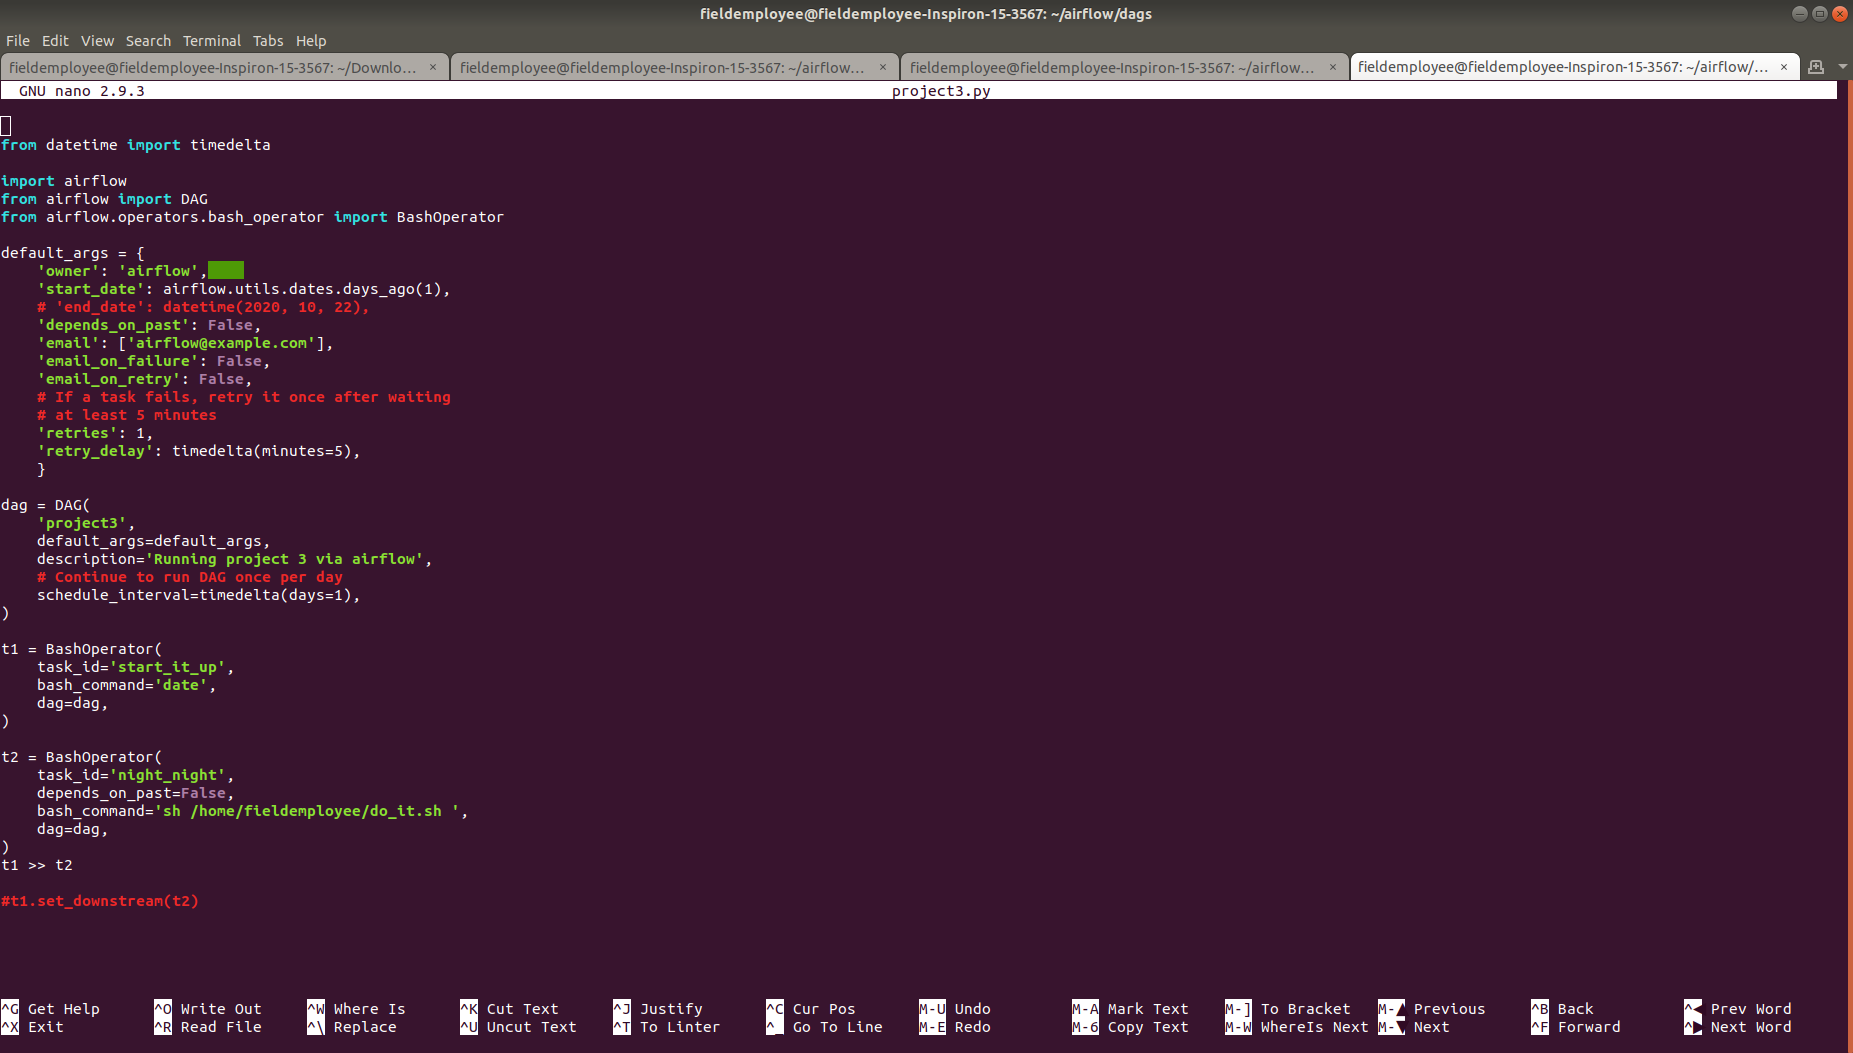 fieldemployee@fieldemployee-Inspiron-15-3567: ~/airflow/dags
File Edit View Search Terminal Tabs Help
fieldemployee@fieldemployee-Inspiron-15-3567: ~/Downlo... × fieldemployee@fieldemployee-Inspiron-15-3567: ~/airflow... × fieldemployee@fieldemployee-Inspiron-15-3567: ~/airflow... × fieldemployee@fieldemployee-Inspiron-15-3567: ~/airflow/... ×
GNU nano 2.9.3 project3.py
from datetime import timedelta
import airflow
from airflow import DAG
from airflow.operators.bash_operator import BashOperator
default_args = {
    'owner': 'airflow',
    'start_date': airflow.utils.dates.days_ago(1),
    # 'end_date': datetime(2020, 10, 22),
    'depends_on_past': False,
    'email': ['airflow@example.com'],
    'email_on_failure': False,
    'email_on_retry': False,
    # If a task fails, retry it once after waiting
    # at least 5 minutes
    'retries': 1,
    'retry_delay': timedelta(minutes=5),
    }
dag = DAG(
    'project3',
    default_args=default_args,
    description='Running project 3 via airflow',
    # Continue to run DAG once per day
    schedule_interval=timedelta(days=1),
)
t1 = BashOperator(
    task_id='start_it_up',
    bash_command='date',
    dag=dag,
)
t2 = BashOperator(
    task_id='night_night',
    depends_on_past=False,
    bash_command='sh /home/fieldemployee/do_it.sh ',
    dag=dag,
)
t1 >> t2
#t1.set_downstream(t2)
^G Get Help ^O Write Out ^W Where Is ^K Cut Text ^J Justify ^C Cur Pos M-U Undo M-A Mark Text M-] To Bracket M-▲ Previous ^B Back ^◀ Prev Word
^X Exit ^R Read File ^\ Replace ^U Uncut Text ^T To Linter ^_ Go To Line M-E Redo M-6 Copy Text M-W WhereIs Next M-▼ Next ^F Forward ^▶ Next Word